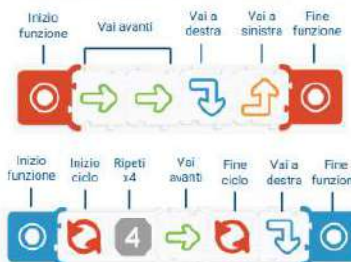 Inizio funzione
Vai avanti
Vai a destra
Vai a sinistra
Fine funzione
Inizio funzione
Inizio ciclo
Ripeti x4
Vai avanti
Fine ciclo
Vai a destra
Fine funzione
4